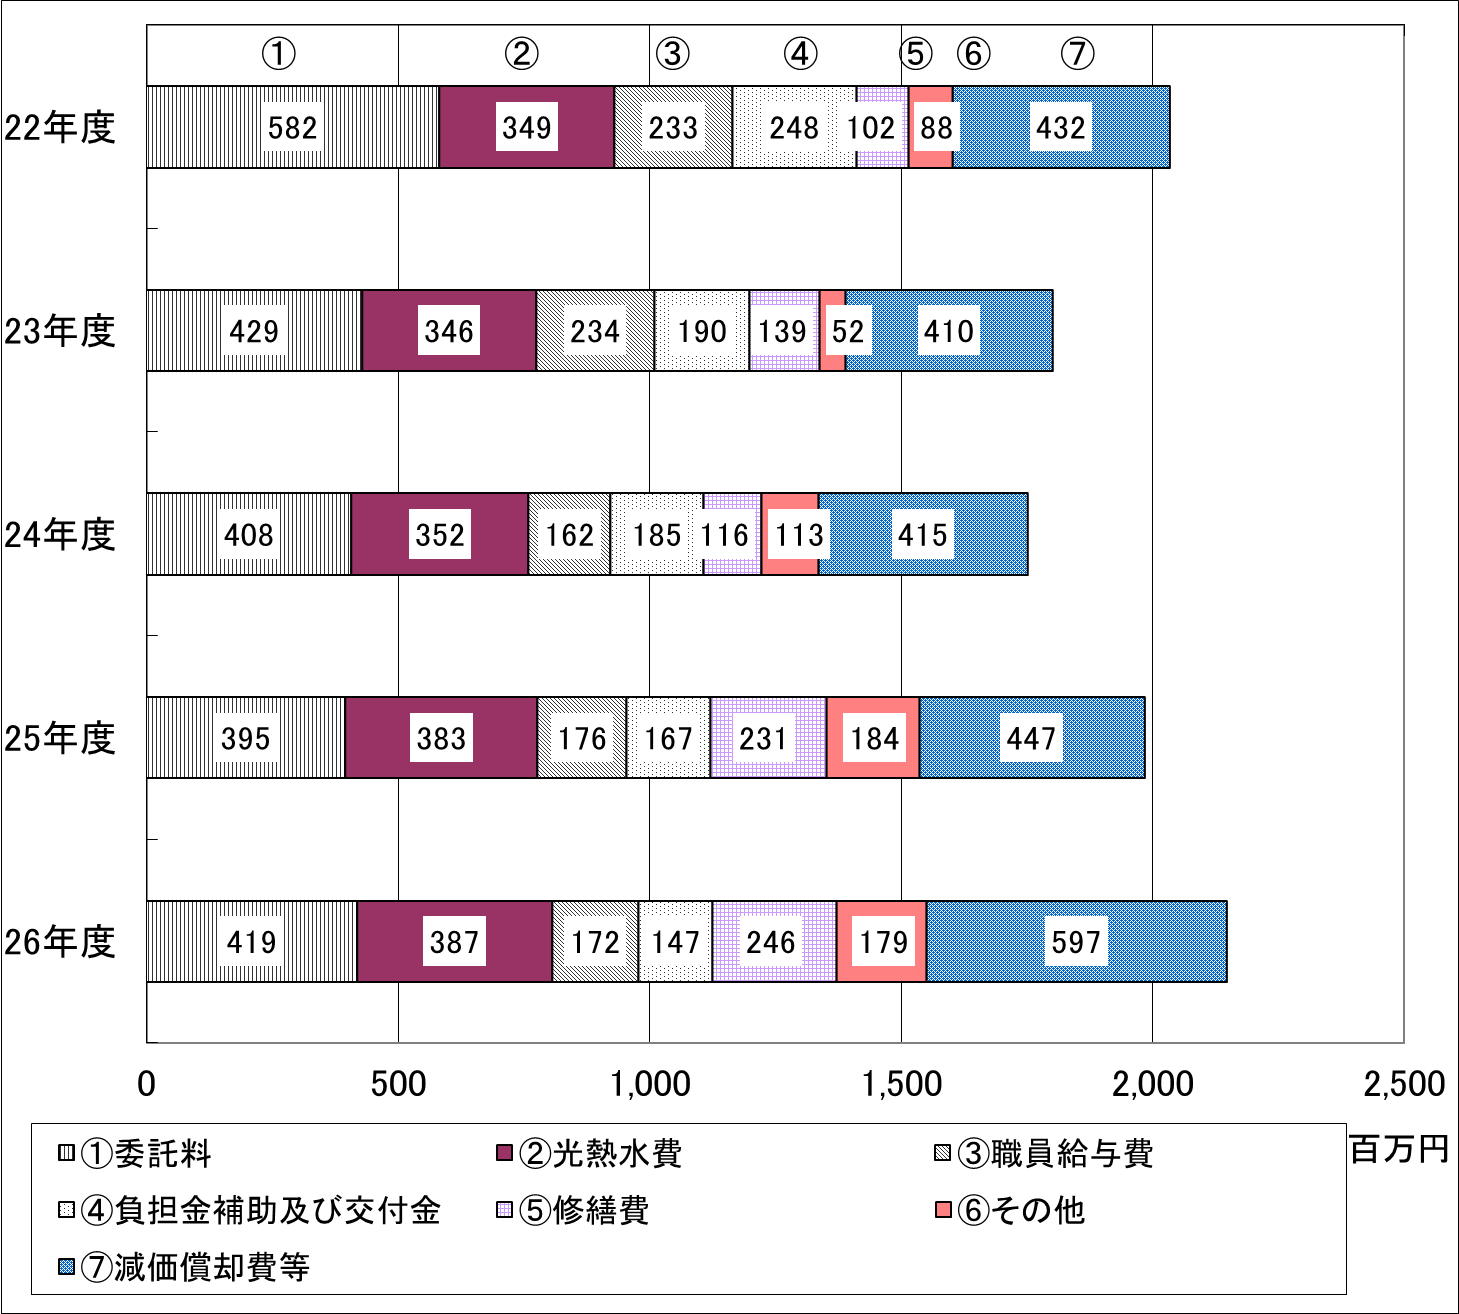 ① ② ③ ④ ⑤ ⑥ ⑦
22年度 582 349 233 248 102 88 432
23年度 429 346 234 190 139 52 410
24年度 408 352 162 185 116 113 415
25年度 395 383 176 167 231 184 447
26年度 419 387 172 147 246 179 597
0 500 1,000 1,500 2,000 2,500
百万円
①委託料 ②光熱水費 ③職員給与費
④負担金補助及び交付金 ⑤修繕費 ⑥その他
⑦減価償却費等